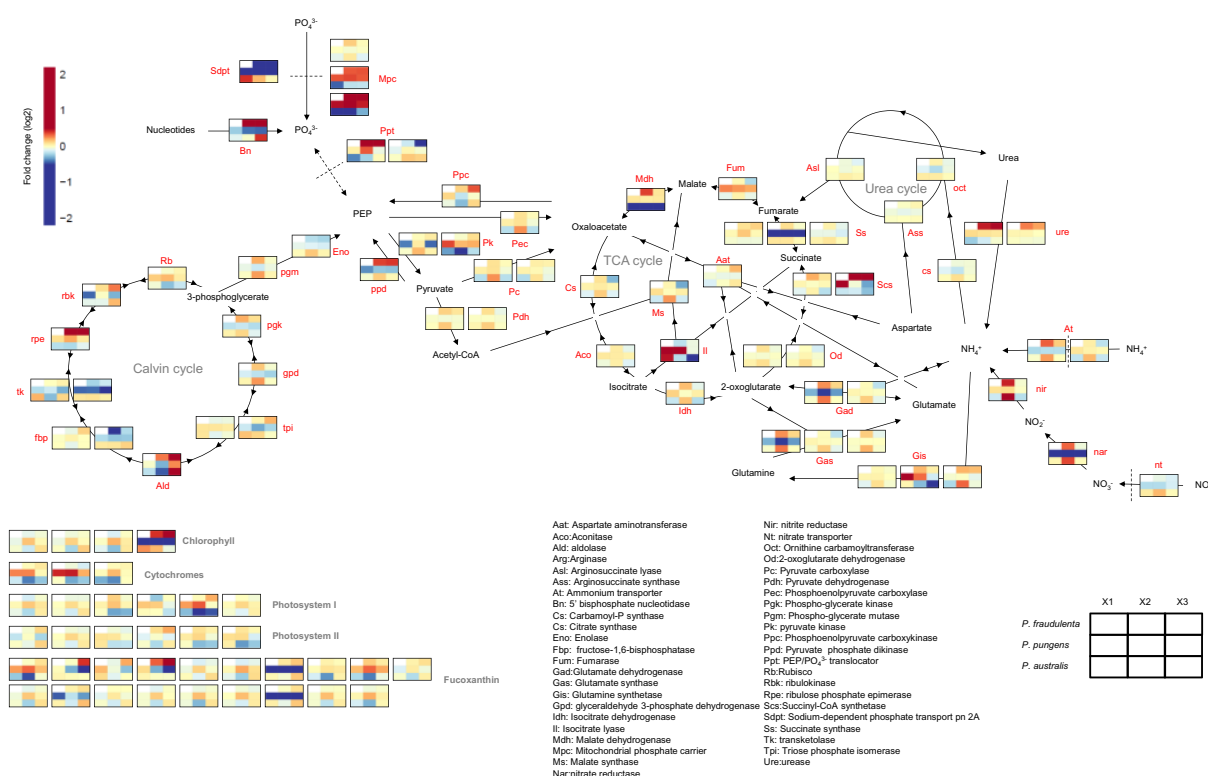 PO₄³⁻
2
1
0
−1
−2
Fold change (log2)
Sdpt
Mpc
Nucleotides
PO₄³⁻
Bn
Ppt
Ppc
PEP
Pec
Pk
ppd
Pyruvate
Pc
Pdh
Acetyl-CoA
Eno
pgm
Rb
rbk
3-phosphoglycerate
rpe
pgk
Calvin cycle
gpd
tk
tpi
fbp
Ald
Mdh
Malate
Fum
Fumarate
Oxaloacetate
Ss
TCA cycle
Succinate
Cs
Ms
Aat
Scs
Aco
Il
Od
Isocitrate
Idh
2-oxoglutarate
Asl
Urea cycle
oct
Urea
Ass
ure
cs
Aspartate
At
NH₄⁺
NH₄⁺
Gad
Glutamate
nir
NO₂⁻
Gas
Gis
Glutamine
nar
NO₃⁻
nt
NO
Chlorophyll
Cytochromes
Photosystem I
Photosystem II
Fucoxanthin
Aat: Aspartate aminotransferase
Aco:Aconitase
Ald: aldolase
Arg:Arginase
Asl: Arginosuccinate lyase
Ass: Arginosuccinate synthase
At: Ammonium transporter
Bn: 5' bisphosphate nucleotidase
Cs: Carbamoyl-P synthase
Cs: Citrate synthase
Eno: Enolase
Fbp: fructose-1,6-bisphosphatase
Fum: Fumarase
Gad:Glutamate dehydrogenase
Gas: Glutamate synthase
Gis: Glutamine synthetase
Gpd: glyceraldehyde 3-phosphate dehydrogenase
Idh: Isocitrate dehydrogenase
Il: Isocitrate lyase
Mdh: Malate dehydrogenase
Mpc: Mitochondrial phosphate carrier
Ms: Malate synthase
Nar:nitrate reductase
Nir: nitrite reductase
Nt: nitrate transporter
Oct: Ornithine carbamoyltransferase
Od:2-oxoglutarate dehydrogenase
Pc: Pyruvate carboxylase
Pdh: Pyruvate dehydrogenase
Pec: Phosphoenolpyruvate carboxylase
Pgk: Phospho-glycerate kinase
Pgm: Phospho-glycerate mutase
Pk: pyruvate kinase
Ppc: Phosphoenolpyruvate carboxykinase
Ppd: Pyruvate phosphate dikinase
Ppt: PEP/PO₄³⁻ translocator
Rb:Rubisco
Rbk: ribulokinase
Rpe: ribulose phosphate epimerase
Scs:Succinyl-CoA synthetase
Sdpt: Sodium-dependent phosphate transport pn 2A
Ss: Succinate synthase
Tk: transketolase
Tpi: Triose phosphate isomerase
Ure:urease
X1 X2 X3
P. fraudulenta
P. pungens
P. australis